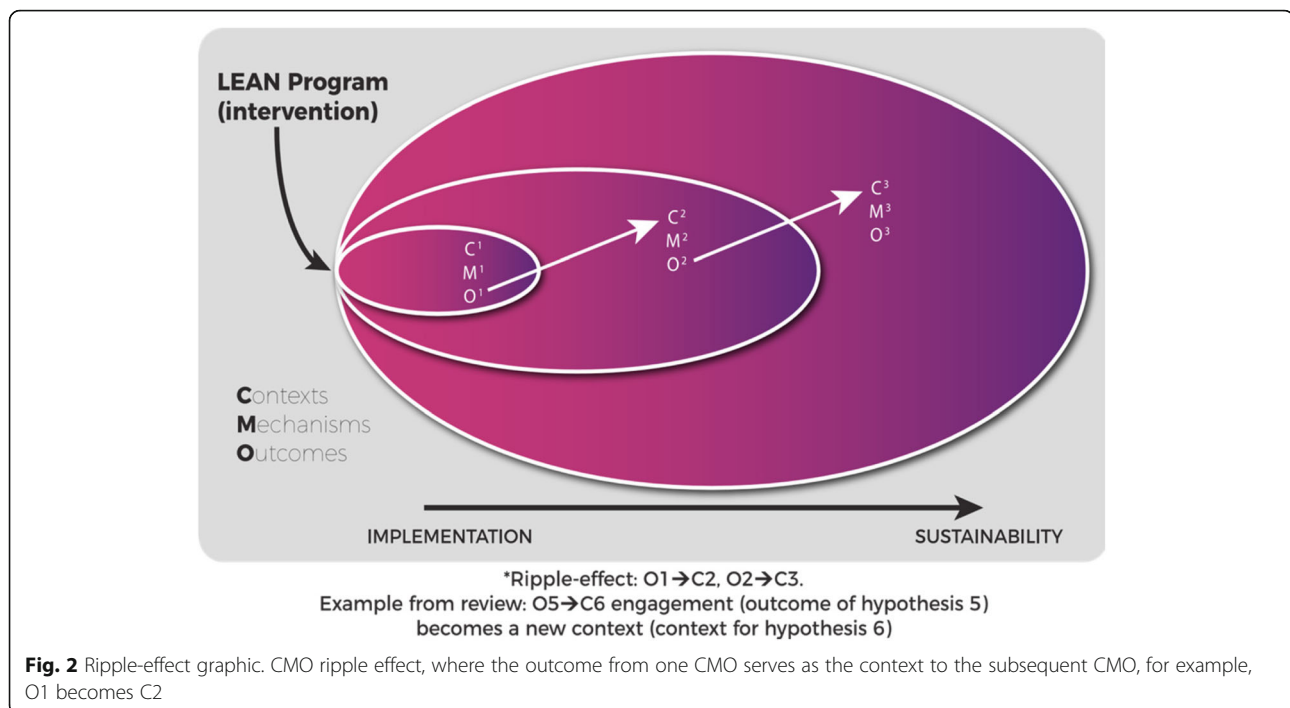 LEAN Program
(intervention)
C¹
M¹
O¹
C²
M²
O²
C³
M³
O³
Contexts
Mechanisms
Outcomes
IMPLEMENTATION
SUSTAINABILITY
*Ripple-effect: O1→C2, O2→C3.
Example from review: O5→C6 engagement (outcome of hypothesis 5)
becomes a new context (context for hypothesis 6)
Fig. 2 Ripple-effect graphic. CMO ripple effect, where the outcome from one CMO serves as the context to the subsequent CMO, for example,
O1 becomes C2